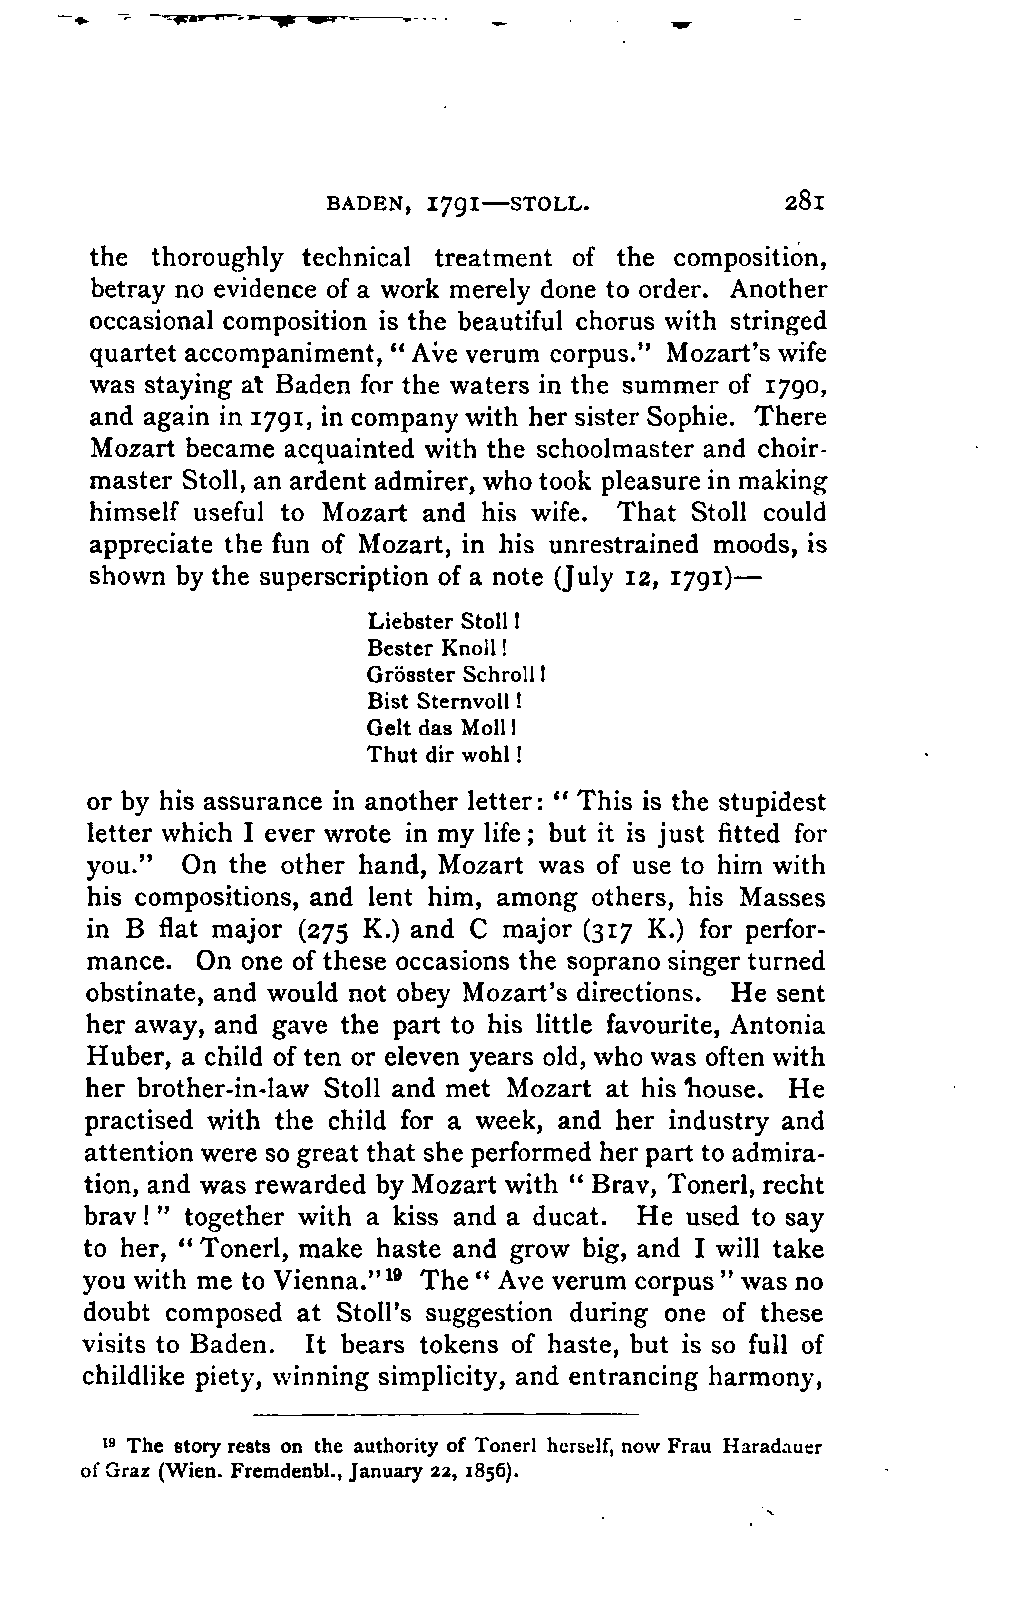 BADEN, 1791—STOLL. 281
the thoroughly technical treatment of the composition,
betray no evidence of a work merely done to order. Another
occasional composition is the beautiful chorus with stringed
quartet accompaniment, “ Ave verum corpus.” Mozart’s wife
was staying at Baden for the waters in the summer of 1790,
and again in 1791, in company with her sister Sophie. There
Mozart became acquainted with the schoolmaster and choir-
master Stoll, an ardent admirer, who took pleasure in making
himself useful to Mozart and his wife. That Stoll could
appreciate the fun of Mozart, in his unrestrained moods, is
shown by the superscription of a note (July 12, 1791)—
Liebster Stoll !
Bester Knoll !
Grösster Schroll !
Bist Sternvoll !
Gelt das Moll !
Thut dir wohl !
or by his assurance in another letter: “ This is the stupidest
letter which I ever wrote in my life ; but it is just fitted for
you.” On the other hand, Mozart was of use to him with
his compositions, and lent him, among others, his Masses
in B flat major (275 K.) and C major (317 K.) for perfor-
mance. On one of these occasions the soprano singer turned
obstinate, and would not obey Mozart’s directions. He sent
her away, and gave the part to his little favourite, Antonia
Huber, a child of ten or eleven years old, who was often with
her brother-in-law Stoll and met Mozart at his house. He
practised with the child for a week, and her industry and
attention were so great that she performed her part to admira-
tion, and was rewarded by Mozart with “ Brav, Tonerl, recht
brav ! ” together with a kiss and a ducat. He used to say
to her, “ Tonerl, make haste and grow big, and I will take
you with me to Vienna.” 19 The “ Ave verum corpus ” was no
doubt composed at Stoll’s suggestion during one of these
visits to Baden. It bears tokens of haste, but is so full of
childlike piety, winning simplicity, and entrancing harmony,
19 The story rests on the authority of Tonerl herself, now Frau Haradauer
of Graz (Wien. Fremdenbl., January 22, 1856).